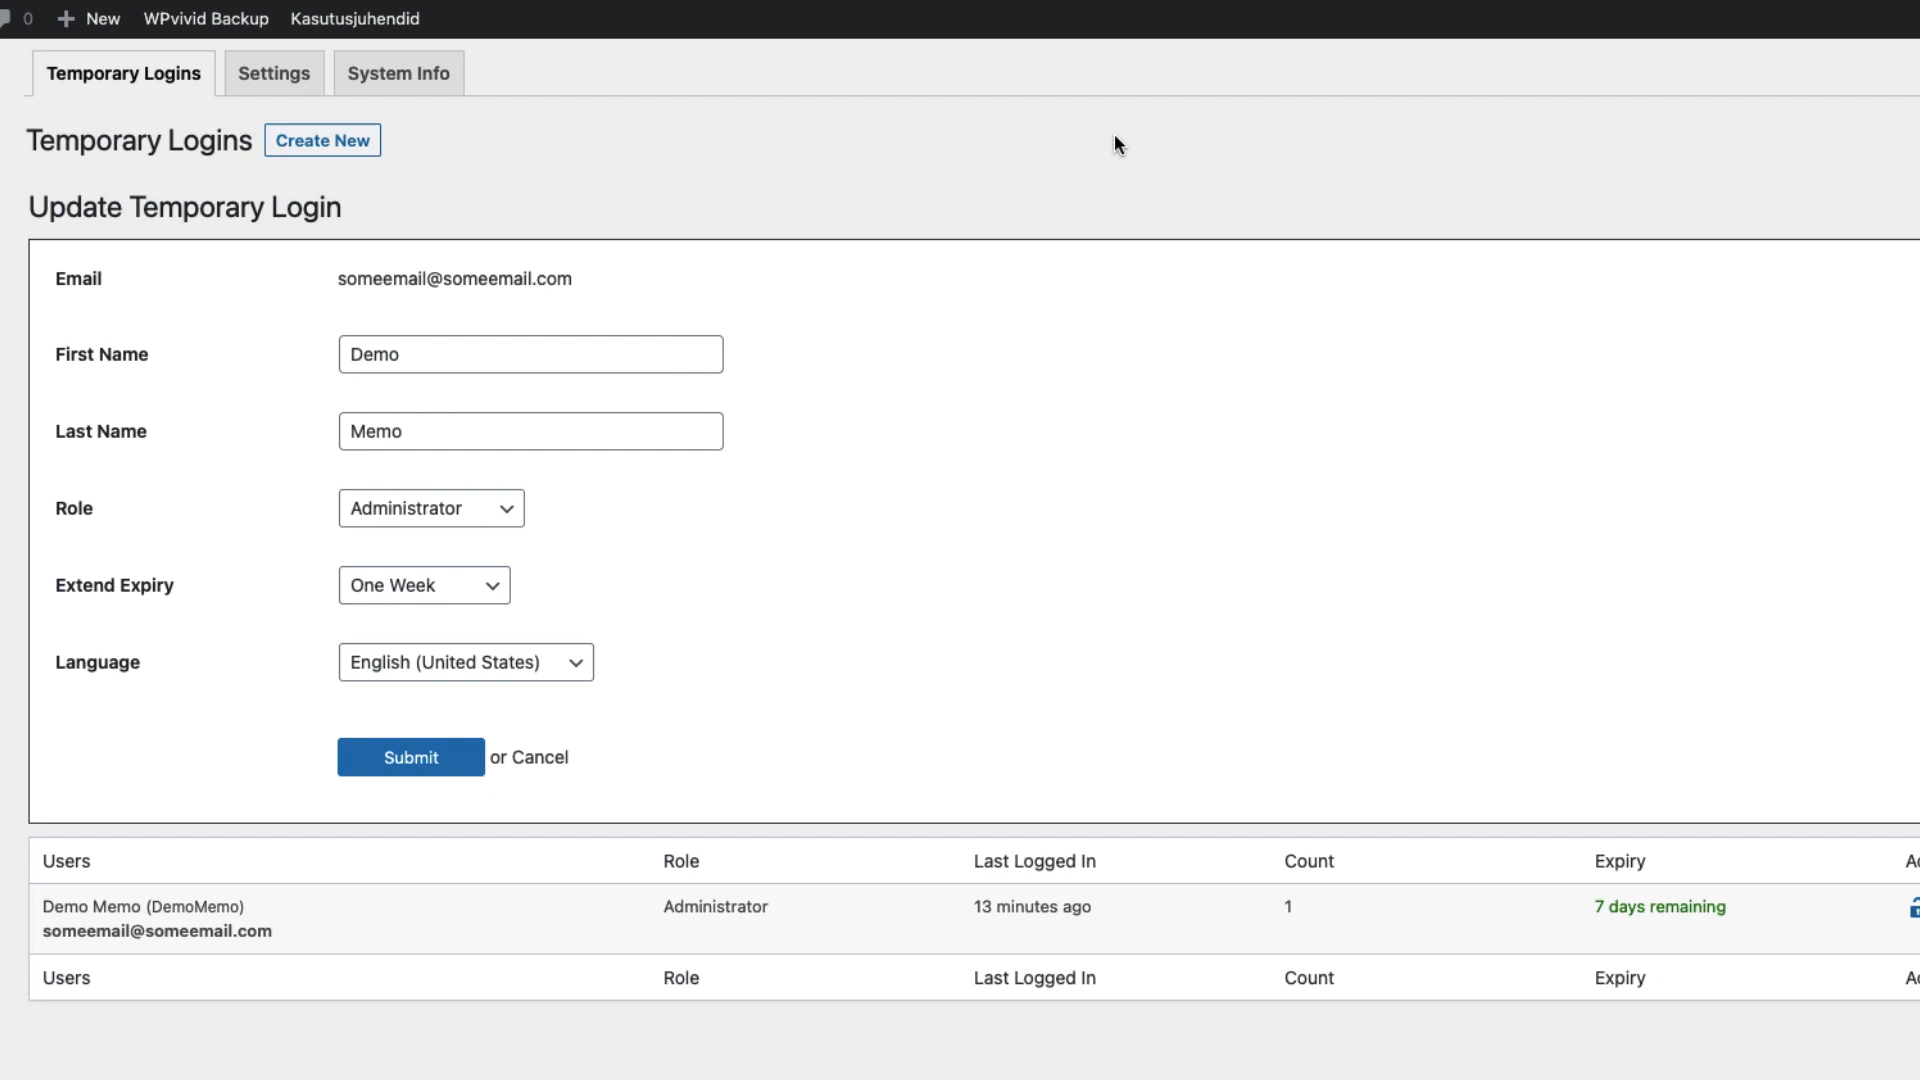 0 New WPvivid Backup Kasutusjuhendid
Temporary Logins Settings System Info
Temporary Logins Create New
Update Temporary Login
Email someemail@someemail.com
First Name Demo
Last Name Memo
Role Administrator
Extend Expiry One Week
Language English (United States)
Submit or Cancel
Users Role Last Logged In Count Expiry
Demo Memo (DemoMemo) Administrator 13 minutes ago 1 7 days remaining
someemail@someemail.com
Users Role Last Logged In Count Expiry